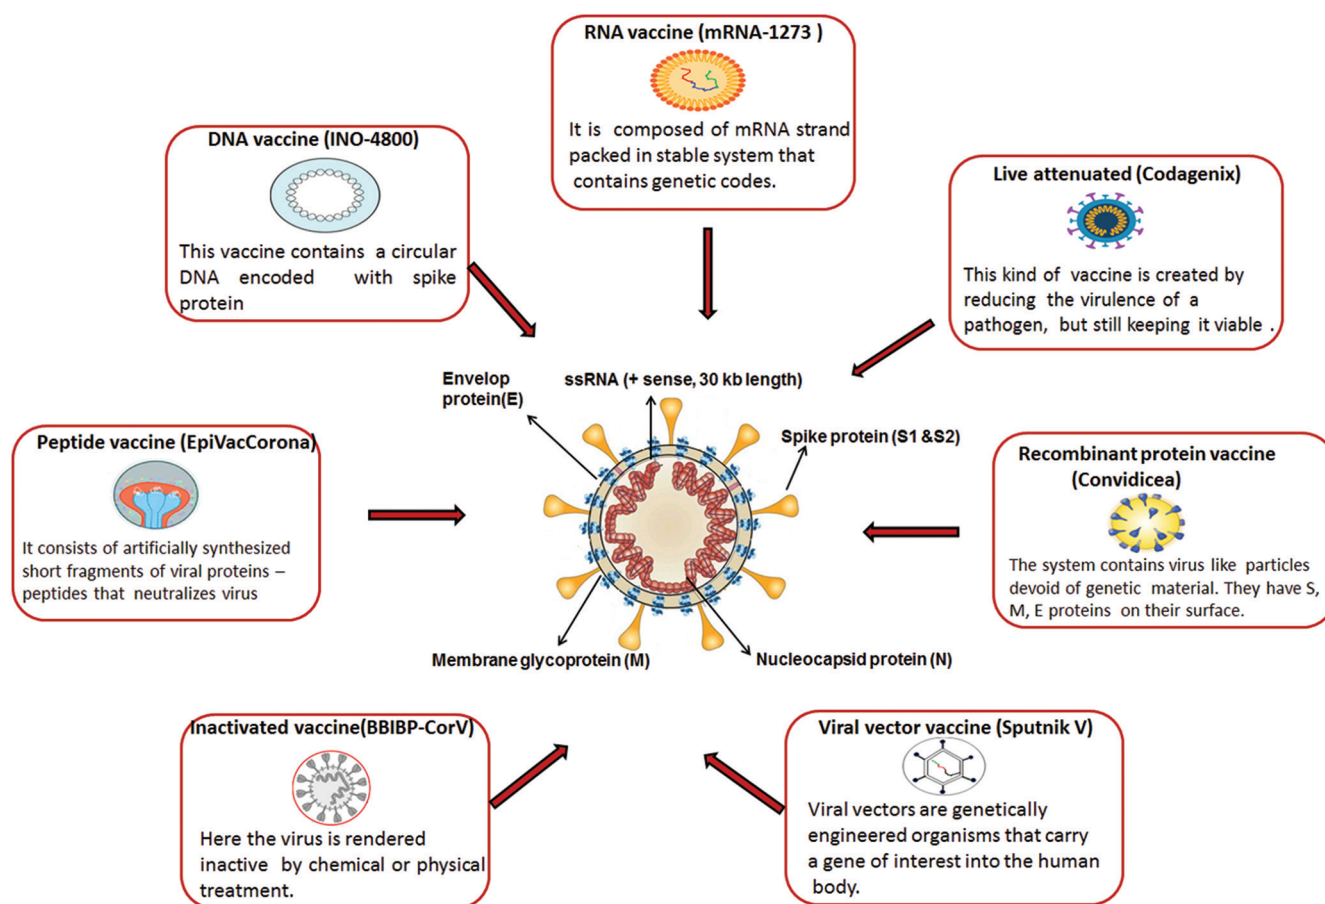 RNA vaccine (mRNA-1273 )
It is composed of mRNA strand
packed in stable system that
contains genetic codes.
DNA vaccine (INO-4800)
This vaccine contains a circular
DNA encoded with spike
protein
Live attenuated (Codagenix)
This kind of vaccine is created by
reducing the virulence of a
pathogen, but still keeping it viable .
Envelop
protein(E)
ssRNA (+ sense, 30 kb length)
Spike protein (S1 &S2)
Peptide vaccine (EpiVacCorona)
It consists of artificially synthesized
short fragments of viral proteins –
peptides that neutralizes virus
Recombinant protein vaccine
(Convidicea)
The system contains virus like particles
devoid of genetic material. They have S,
M, E proteins on their surface.
Membrane glycoprotein (M)
Nucleocapsid protein (N)
Inactivated vaccine(BBIBP-CorV)
Here the virus is rendered
inactive by chemical or physical
treatment.
Viral vector vaccine (Sputnik V)
Viral vectors are genetically
engineered organisms that carry
a gene of interest into the human
body.